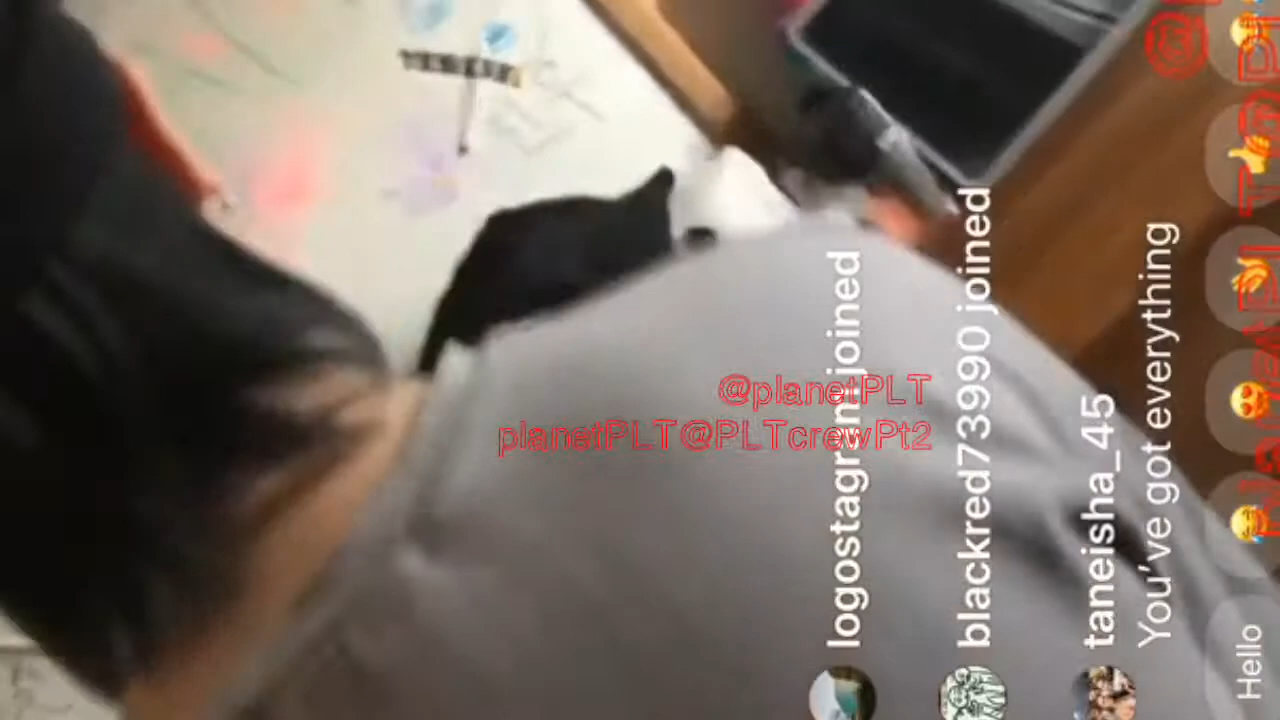 @planetPLT
planetPLT@PLTcrewPt2
logostagram joined
blackred73990 joined
taneisha_45
You've got everything
Hello